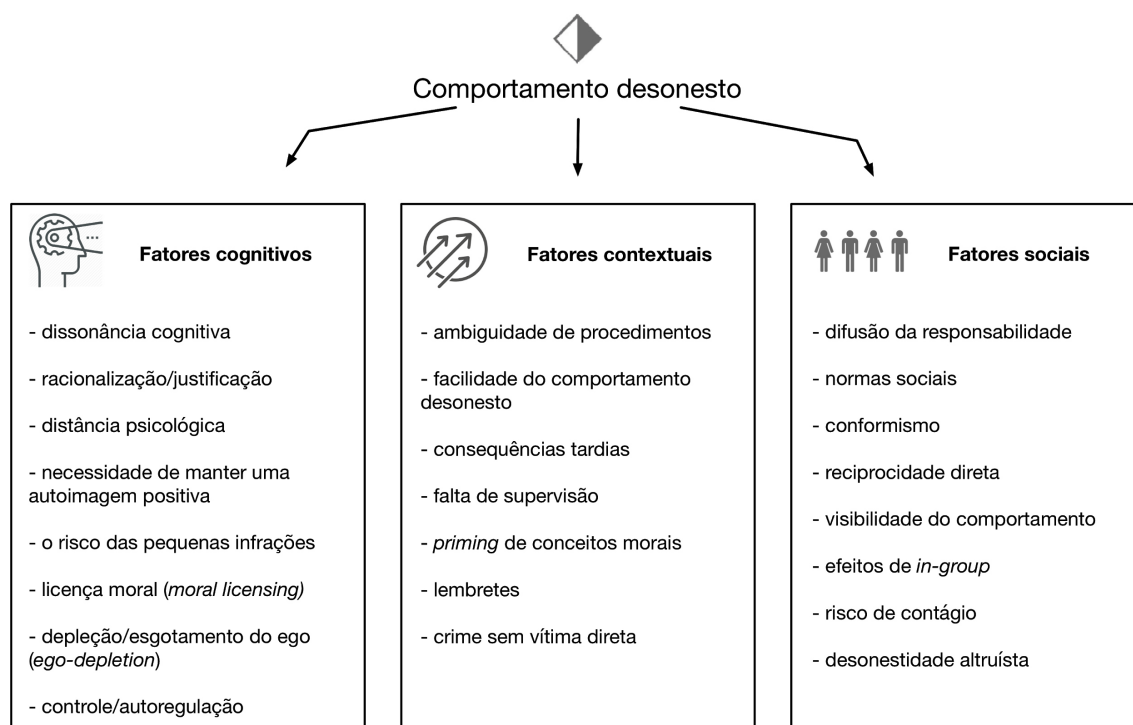 Comportamento desonesto
Fatores cognitivos
- dissonância cognitiva
- racionalização/justificação
- distância psicológica
- necessidade de manter uma
autoimagem positiva
- o risco das pequenas infrações
- licença moral (moral licensing)
- depleção/esgotamento do ego
(ego-depletion)
- controle/autoregulação
Fatores contextuais
- ambiguidade de procedimentos
- facilidade do comportamento
desonesto
- consequências tardias
- falta de supervisão
- priming de conceitos morais
- lembretes
- crime sem vítima direta
Fatores sociais
- difusão da responsabilidade
- normas sociais
- conformismo
- reciprocidade direta
- visibilidade do comportamento
- efeitos de in-group
- risco de contágio
- desonestidade altruísta